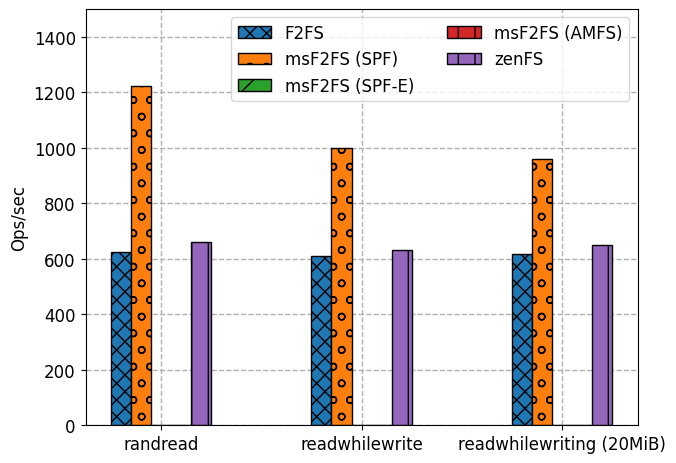 1400
1200
1000
800
600
400
200
0
Ops/sec
F2FS
msF2FS (SPF)
msF2FS (SPF-E)
msF2FS (AMFS)
zenFS
randread
readwhilewrite
readwhilewriting (20MiB)